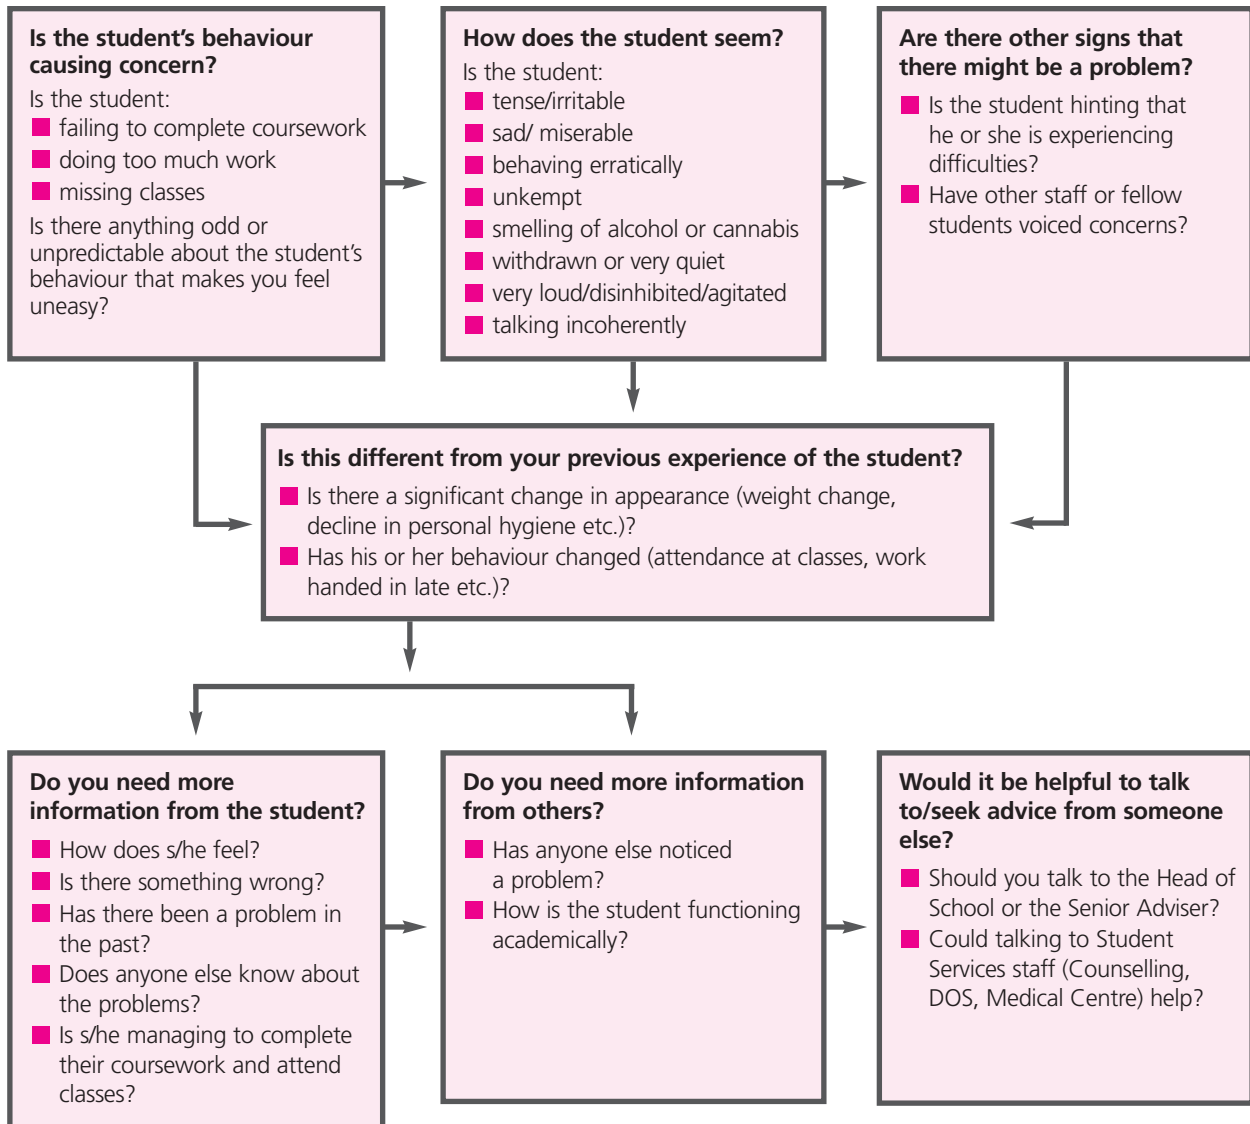 Is the student's behaviour
causing concern?
Is the student:
failing to complete coursework
doing too much work
missing classes
Is there anything odd or
unpredictable about the student's
behaviour that makes you feel
uneasy?
How does the student seem?
Is the student:
tense/irritable
sad/ miserable
behaving erratically
unkempt
smelling of alcohol or cannabis
withdrawn or very quiet
very loud/disinhibited/agitated
talking incoherently
Are there other signs that
there might be a problem?
Is the student hinting that
he or she is experiencing
difficulties?
Have other staff or fellow
students voiced concerns?
Is this different from your previous experience of the student?
Is there a significant change in appearance (weight change,
decline in personal hygiene etc.)?
Has his or her behaviour changed (attendance at classes, work
handed in late etc.)?
Do you need more
information from the student?
How does s/he feel?
Is there something wrong?
Has there been a problem in
the past?
Does anyone else know about
the problems?
Is s/he managing to complete
their coursework and attend
classes?
Do you need more information
from others?
Has anyone else noticed
a problem?
How is the student functioning
academically?
Would it be helpful to talk
to/seek advice from someone
else?
Should you talk to the Head of
School or the Senior Adviser?
Could talking to Student
Services staff (Counselling,
DOS, Medical Centre) help?